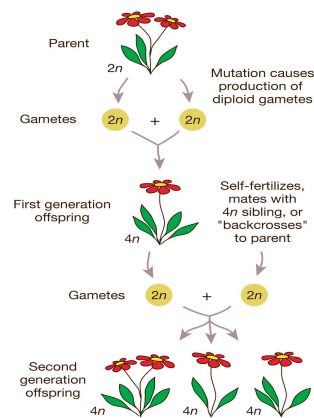 Parent
2n
Mutation causes
production of
diploid gametes
Gametes
2n
+
2n
First generation
offspring
4n
Self-fertilizes,
mates with
4n sibling, or
"backcrosses"
to parent
Gametes
2n
+
2n
Second
generation
offspring
4n
4n
4n